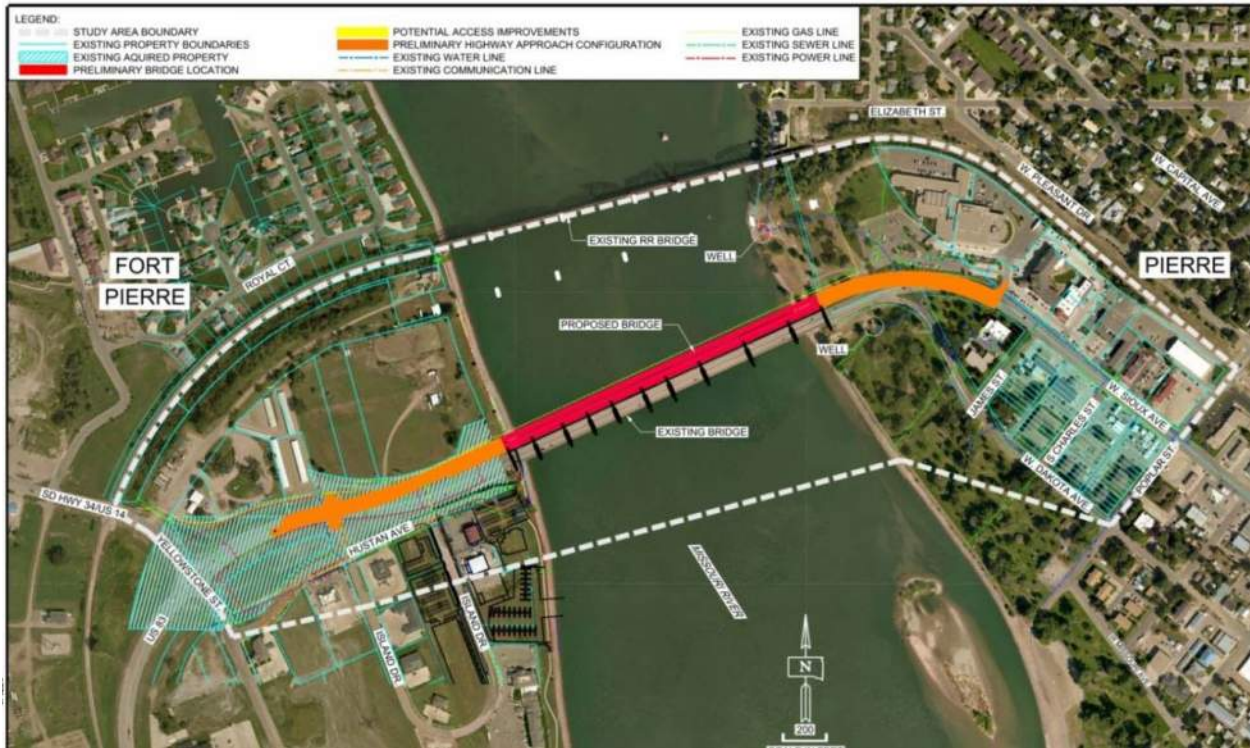 LEGEND:
STUDY AREA BOUNDARY
EXISTING PROPERTY BOUNDARIES
EXISTING AQUIRED PROPERTY
PRELIMINARY BRIDGE LOCATION
POTENTIAL ACCESS IMPROVEMENTS
PRELIMINARY HIGHWAY APPROACH CONFIGURATION
EXISTING WATER LINE
EXISTING COMMUNICATION LINE
EXISTING GAS LINE
EXISTING SEWER LINE
EXISTING POWER LINE
ELIZABETH ST.
W. CAPITAL AVE.
W. PLEASANT DR.
EXISTING RR BRIDGE
WELL
FORT
PIERRE
ROYAL CT.
PIERRE
PROPOSED BRIDGE
WELL
EXISTING BRIDGE
JAMES ST.
W. SIOUX AVE.
S CHARLES ST.
W. DAKOTA AVE.
POPLAR ST.
SD HWY 34/US 14
YELLOWSTONE ST.
HUSTAN AVE.
US 83
ISLAND DR
ISLAND DR
MISSOURI RIVER
N
200